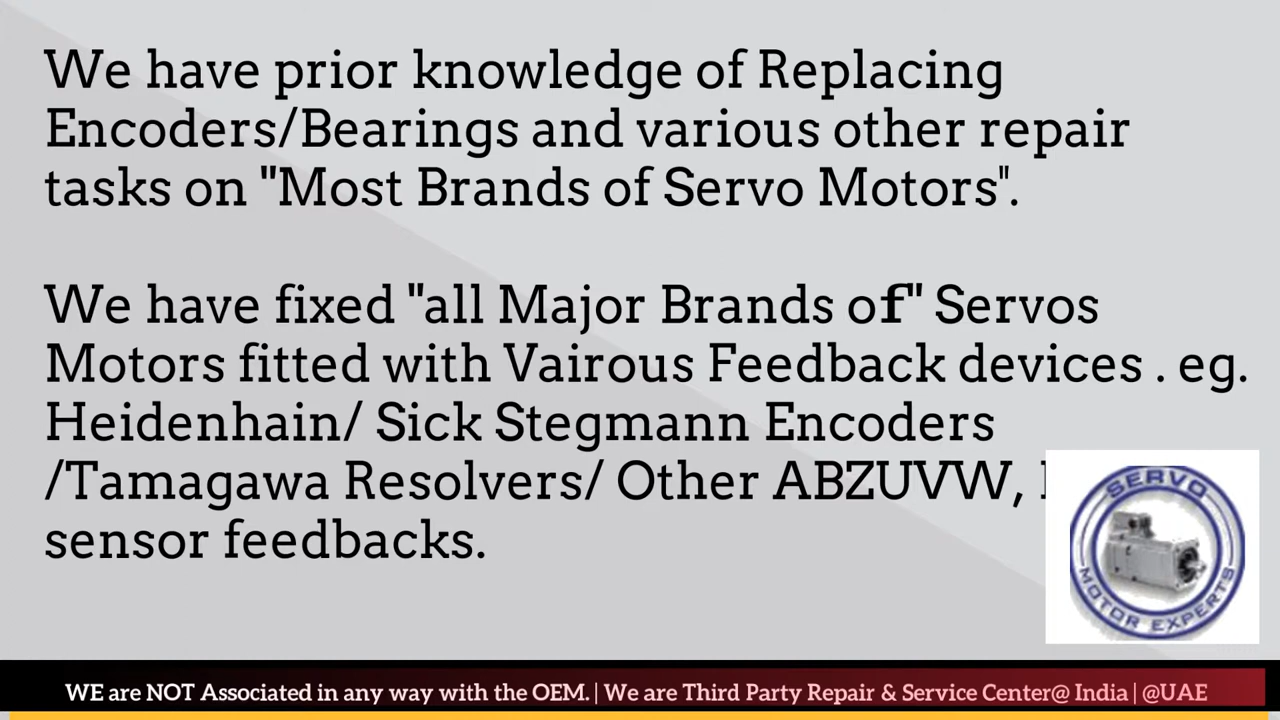 We have prior knowledge of Replacing
Encoders/Bearings and various other repair
tasks on "Most Brands of Servo Motors".
We have fixed "all Major Brands of" Servos
Motors fitted with Vairous Feedback devices . eg.
Heidenhain/ Sick Stegmann Encoders
/Tamagawa Resolvers/ Other ABZUVW,
sensor feedbacks.
SERVO
MOTOR EXPERTS
WE are NOT Associated in any way with the OEM. | We are Third Party Repair & Service Center@ India | @UAE